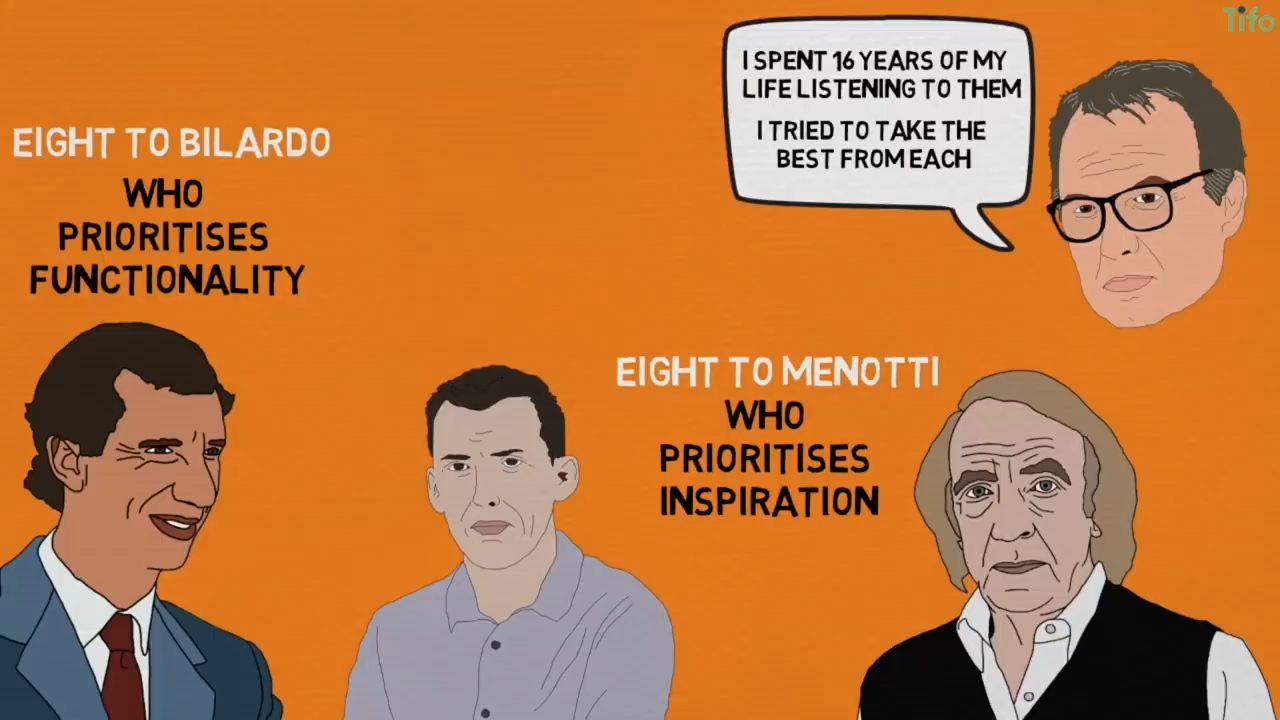 Tifo
I SPENT 16 YEARS OF MY
LIFE LISTENING TO THEM
I TRIED TO TAKE THE
BEST FROM EACH
EIGHT TO BILARDO
WHO
PRIORITISES
FUNCTIONALITY
EIGHT TO MENOTTI
WHO
PRIORITISES
INSPIRATION